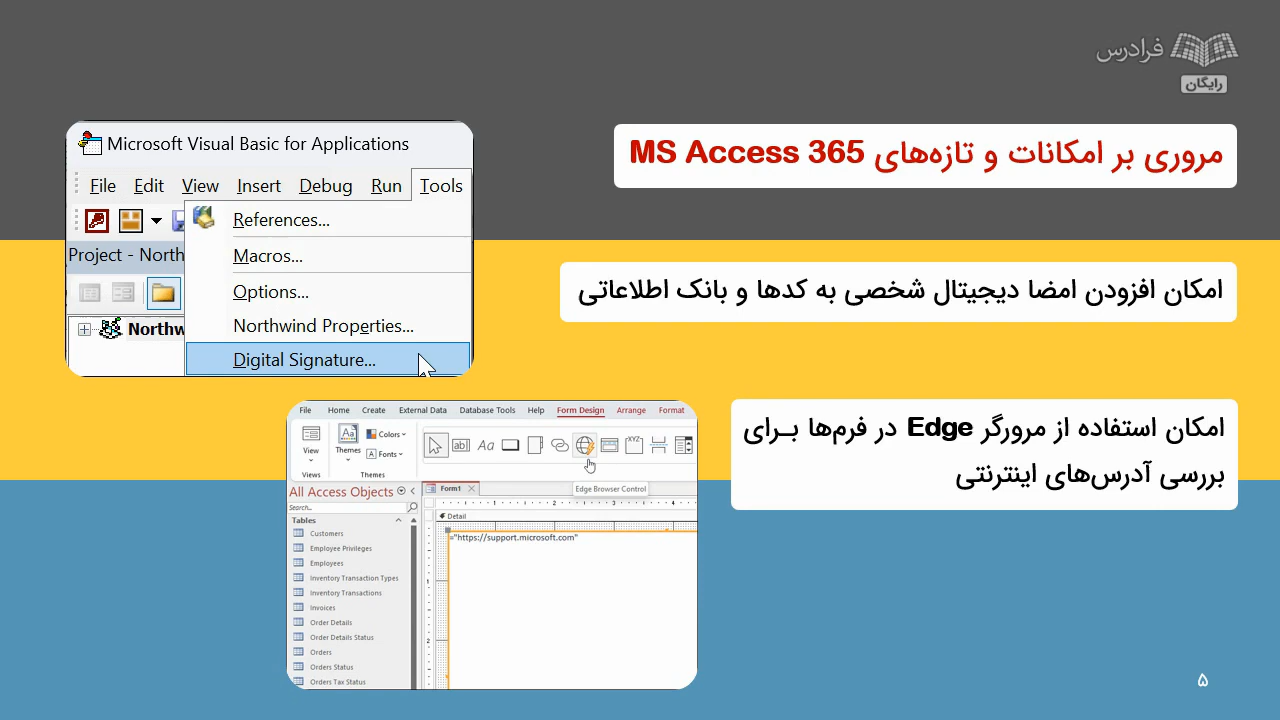 فرادرس
رایگان
مروری بر امکانات و تازه‌های MS Access 365
Microsoft Visual Basic for Applications
File Edit View Insert Debug Run Tools
References...
Macros...
Project - North
Options...
Northwind Properties...
Northw
Digital Signature...
امکان افزودن امضا دیجیتال شخصی به کدها و بانک اطلاعاتی
امکان استفاده از مرورگر Edge در فرم‌ها بـرای
بررسی آدرس‌های اینترنتی
File Home Create External Data Database Tools Help Form Design Arrange Format
View
Themes
Colors
Fonts
Aa
XYZ
Views
Themes
Edge Browser Control
All Access Objects
Form1
Search...
Detail
Tables
="https://support.microsoft.com"
Customers
Employee Privileges
Employees
Inventory Transaction Types
Inventory Transactions
Invoices
Order Details
Order Details Status
Orders
Orders Status
Orders Tax Status
۵